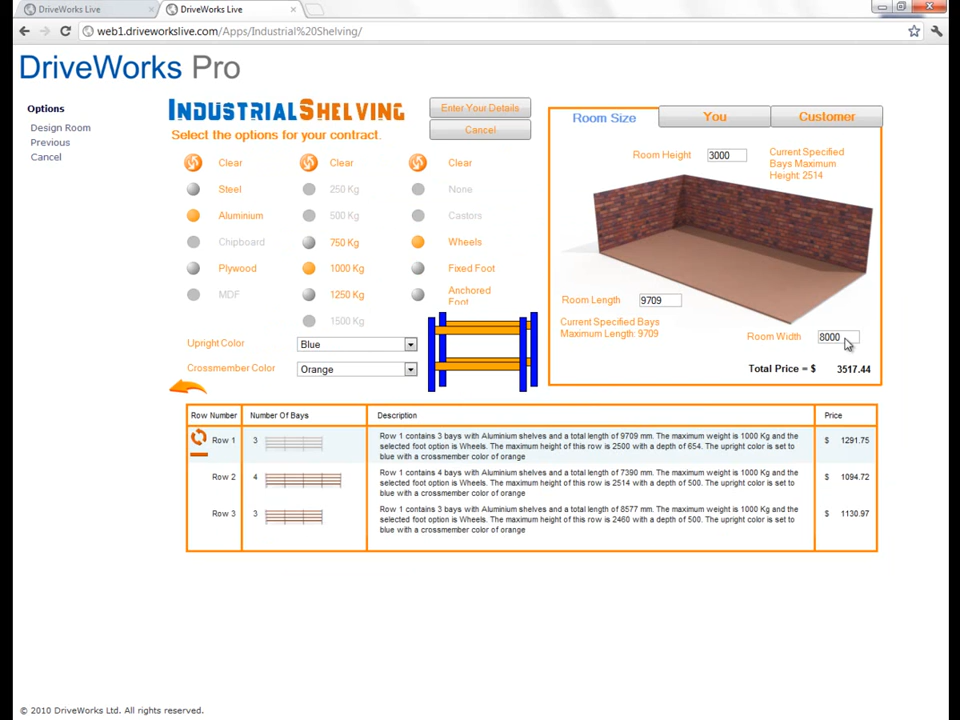 DriveWorks Live
DriveWorks Live
web1.driveworkslive.com/Apps/Industrial%20Shelving/
DriveWorks Pro
Options
Design Room
Previous
Cancel
INDUSTRIALSHELVING
Select the options for your contract.
Enter Your Details
Cancel
Clear
Steel
Aluminium
Chipboard
Plywood
MDF
Clear
250 Kg
500 Kg
750 Kg
1000 Kg
1250 Kg
1500 Kg
Clear
None
Castors
Wheels
Fixed Foot
Anchored
Foot
Upright Color
Blue
Crossmember Color
Orange
Room Size
You
Customer
Room Height
3000
Current Specified
Bays Maximum
Height: 2514
Room Length
9709
Current Specified Bays
Maximum Length: 9709
Room Width
8000
Total Price = $ 3517.44
Row Number
Number Of Bays
Description
Price
Row 1
3
Row 1 contains 3 bays with Aluminium shelves and a total length of 9709 mm. The maximum weight is 1000 Kg and the
selected foot option is Wheels. The maximum height of this row is 2500 with a depth of 654. The upright color is set to
blue with a crossmember color of orange
$ 1291.75
Row 2
4
Row 1 contains 4 bays with Aluminium shelves and a total length of 7390 mm. The maximum weight is 1000 Kg and the
selected foot option is Wheels. The maximum height of this row is 2514 with a depth of 500. The upright color is set to
blue with a crossmember color of orange
$ 1094.72
Row 3
3
Row 1 contains 3 bays with Aluminium shelves and a total length of 8577 mm. The maximum weight is 1000 Kg and the
selected foot option is Wheels. The maximum height of this row is 2460 with a depth of 500. The upright color is set to
blue with a crossmember color of orange
$ 1130.97
© 2010 DriveWorks Ltd. All rights reserved.